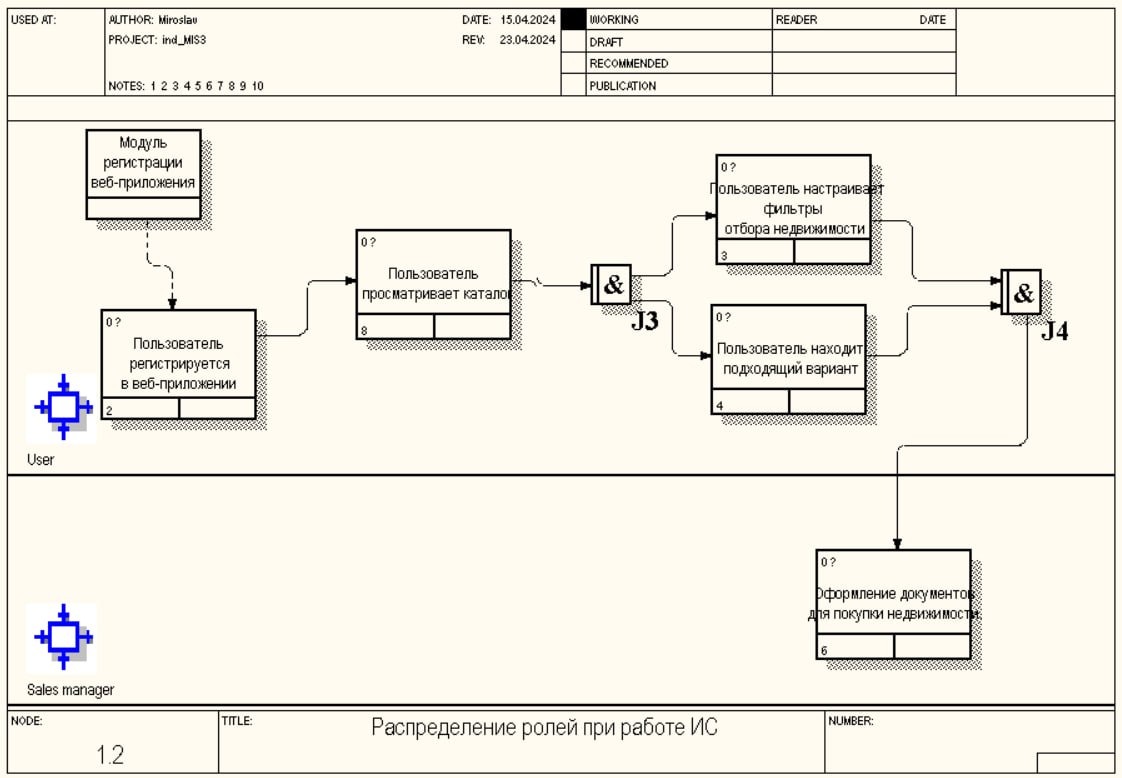 USED AT:
AUTHOR: Miroslav
DATE: 15.04.2024
WORKING
READER
DATE
PROJECT: ind_MIS3
REV: 23.04.2024
DRAFT
RECOMMENDED
NOTES: 1 2 3 4 5 6 7 8 9 10
PUBLICATION
Модуль
регистрации
веб-приложения
0 ?
Пользователь
регистрируется
в веб-приложении
2
0 ?
Пользователь
просматривает катало
8
&
J3
0 ?
Пользователь настраивает
фильтры
отбора недвижимости
3
0 ?
Пользователь находит
подходящий вариант
4
&
J4
User
0 ?
Оформление документов
для покупки недвижимости
6
Sales manager
NODE:
1.2
TITLE:
Распределение ролей при работе ИС
NUMBER: